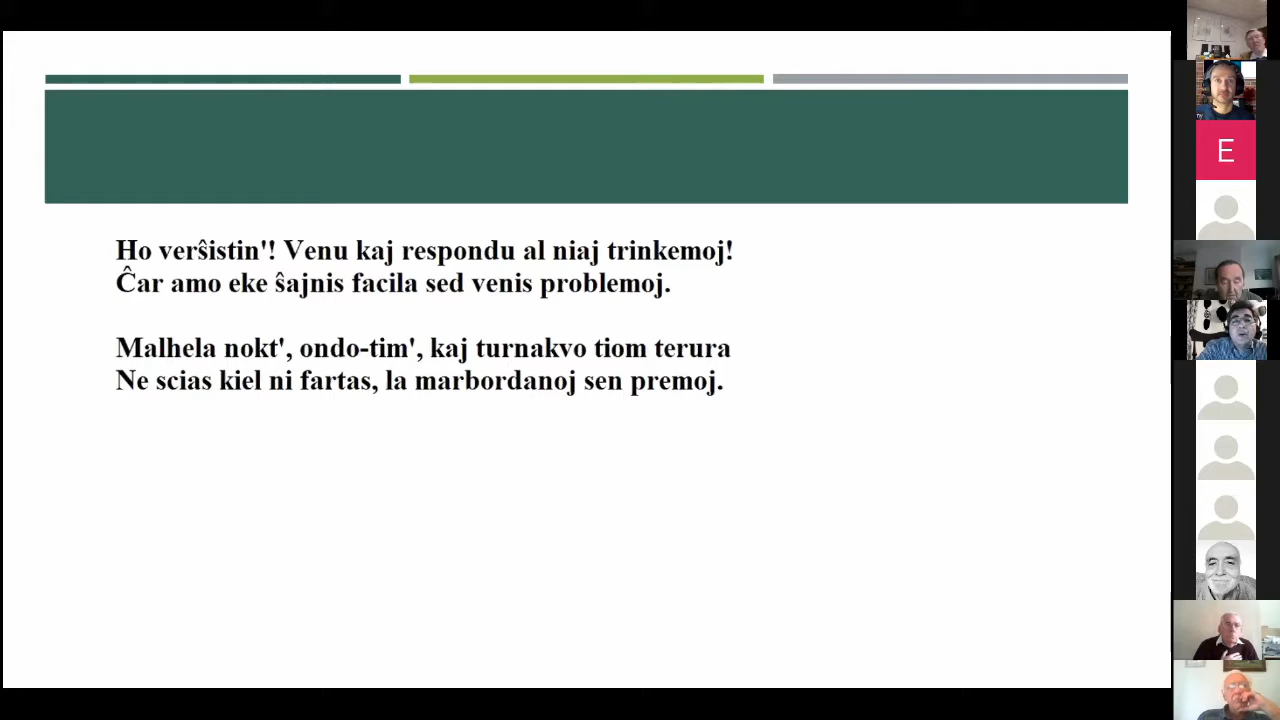 Ho verŝistin'! Venu kaj respondu al niaj trinkemoj!
Ĉar amo eke ŝajnis facila sed venis problemoj.
Malhela nokt', ondo-tim', kaj turnakvo tiom terura
Ne scias kiel ni fartas, la marbordanoj sen premoj.
E